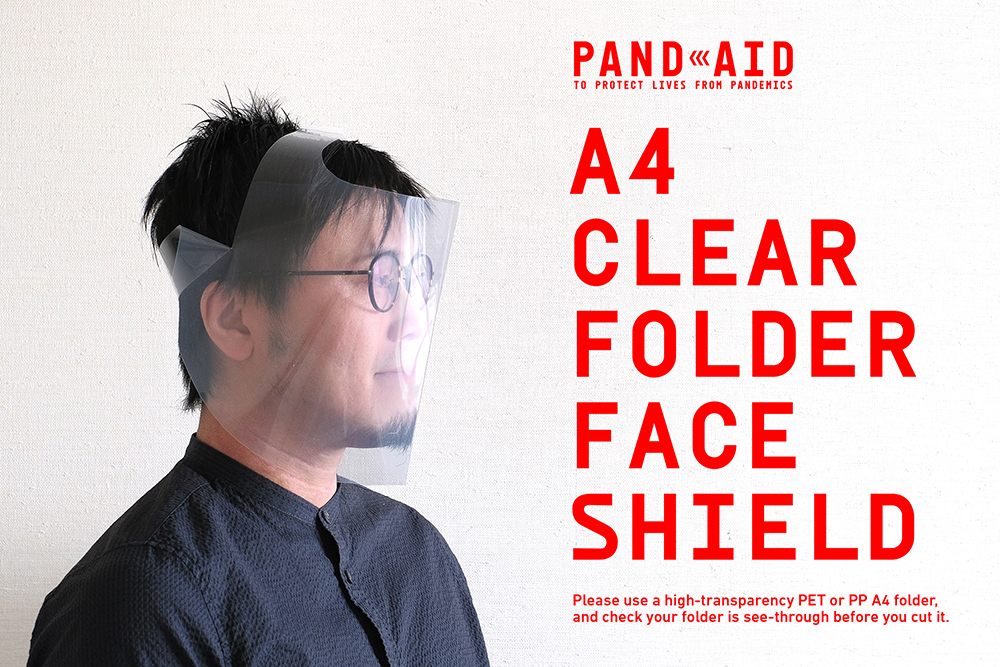 PAND<<<AID
TO PROTECT LIVES FROM PANDEMICS
A4
CLEAR
FOLDER
FACE
SHIELD
Please use a high-transparency PET or PP A4 folder,
and check your folder is see-through before you cut it.